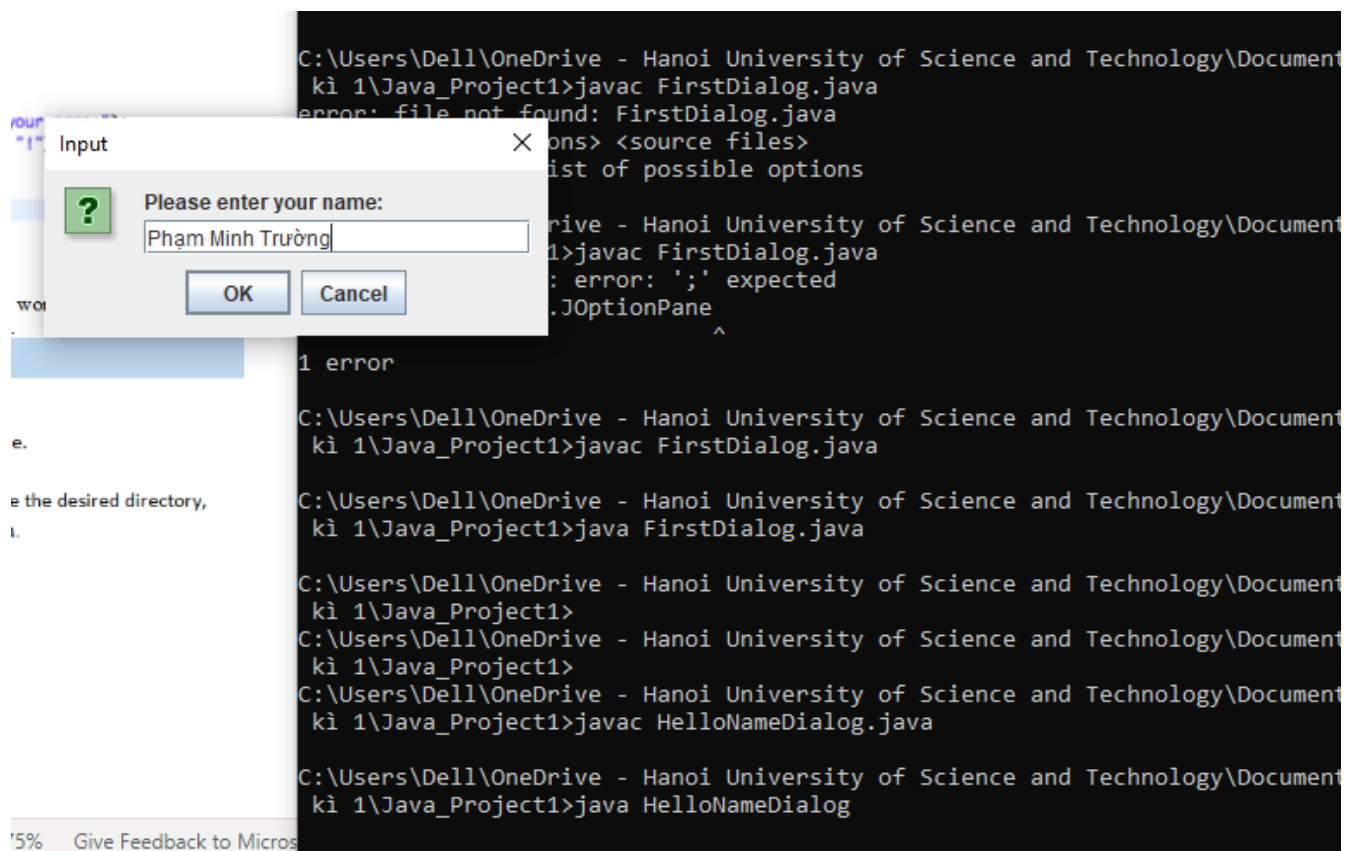 your name:");
"!"
wor
e.
e the desired directory,
75% Give Feedback to Micros
Input
Please enter your name:
Phạm Minh Trường
OK Cancel
C:\Users\Dell\OneDrive - Hanoi University of Science and Technology\Document
kì 1\Java_Project1>javac FirstDialog.java
error: file not found: FirstDialog.java
ons> <source files>
ist of possible options
rive - Hanoi University of Science and Technology\Document
1>javac FirstDialog.java
: error: ';' expected
.JOptionPane
^
1 error
C:\Users\Dell\OneDrive - Hanoi University of Science and Technology\Document
kì 1\Java_Project1>javac FirstDialog.java
C:\Users\Dell\OneDrive - Hanoi University of Science and Technology\Document
kì 1\Java_Project1>java FirstDialog.java
C:\Users\Dell\OneDrive - Hanoi University of Science and Technology\Document
kì 1\Java_Project1>
C:\Users\Dell\OneDrive - Hanoi University of Science and Technology\Document
kì 1\Java_Project1>
C:\Users\Dell\OneDrive - Hanoi University of Science and Technology\Document
kì 1\Java_Project1>javac HelloNameDialog.java
C:\Users\Dell\OneDrive - Hanoi University of Science and Technology\Document
kì 1\Java_Project1>java HelloNameDialog